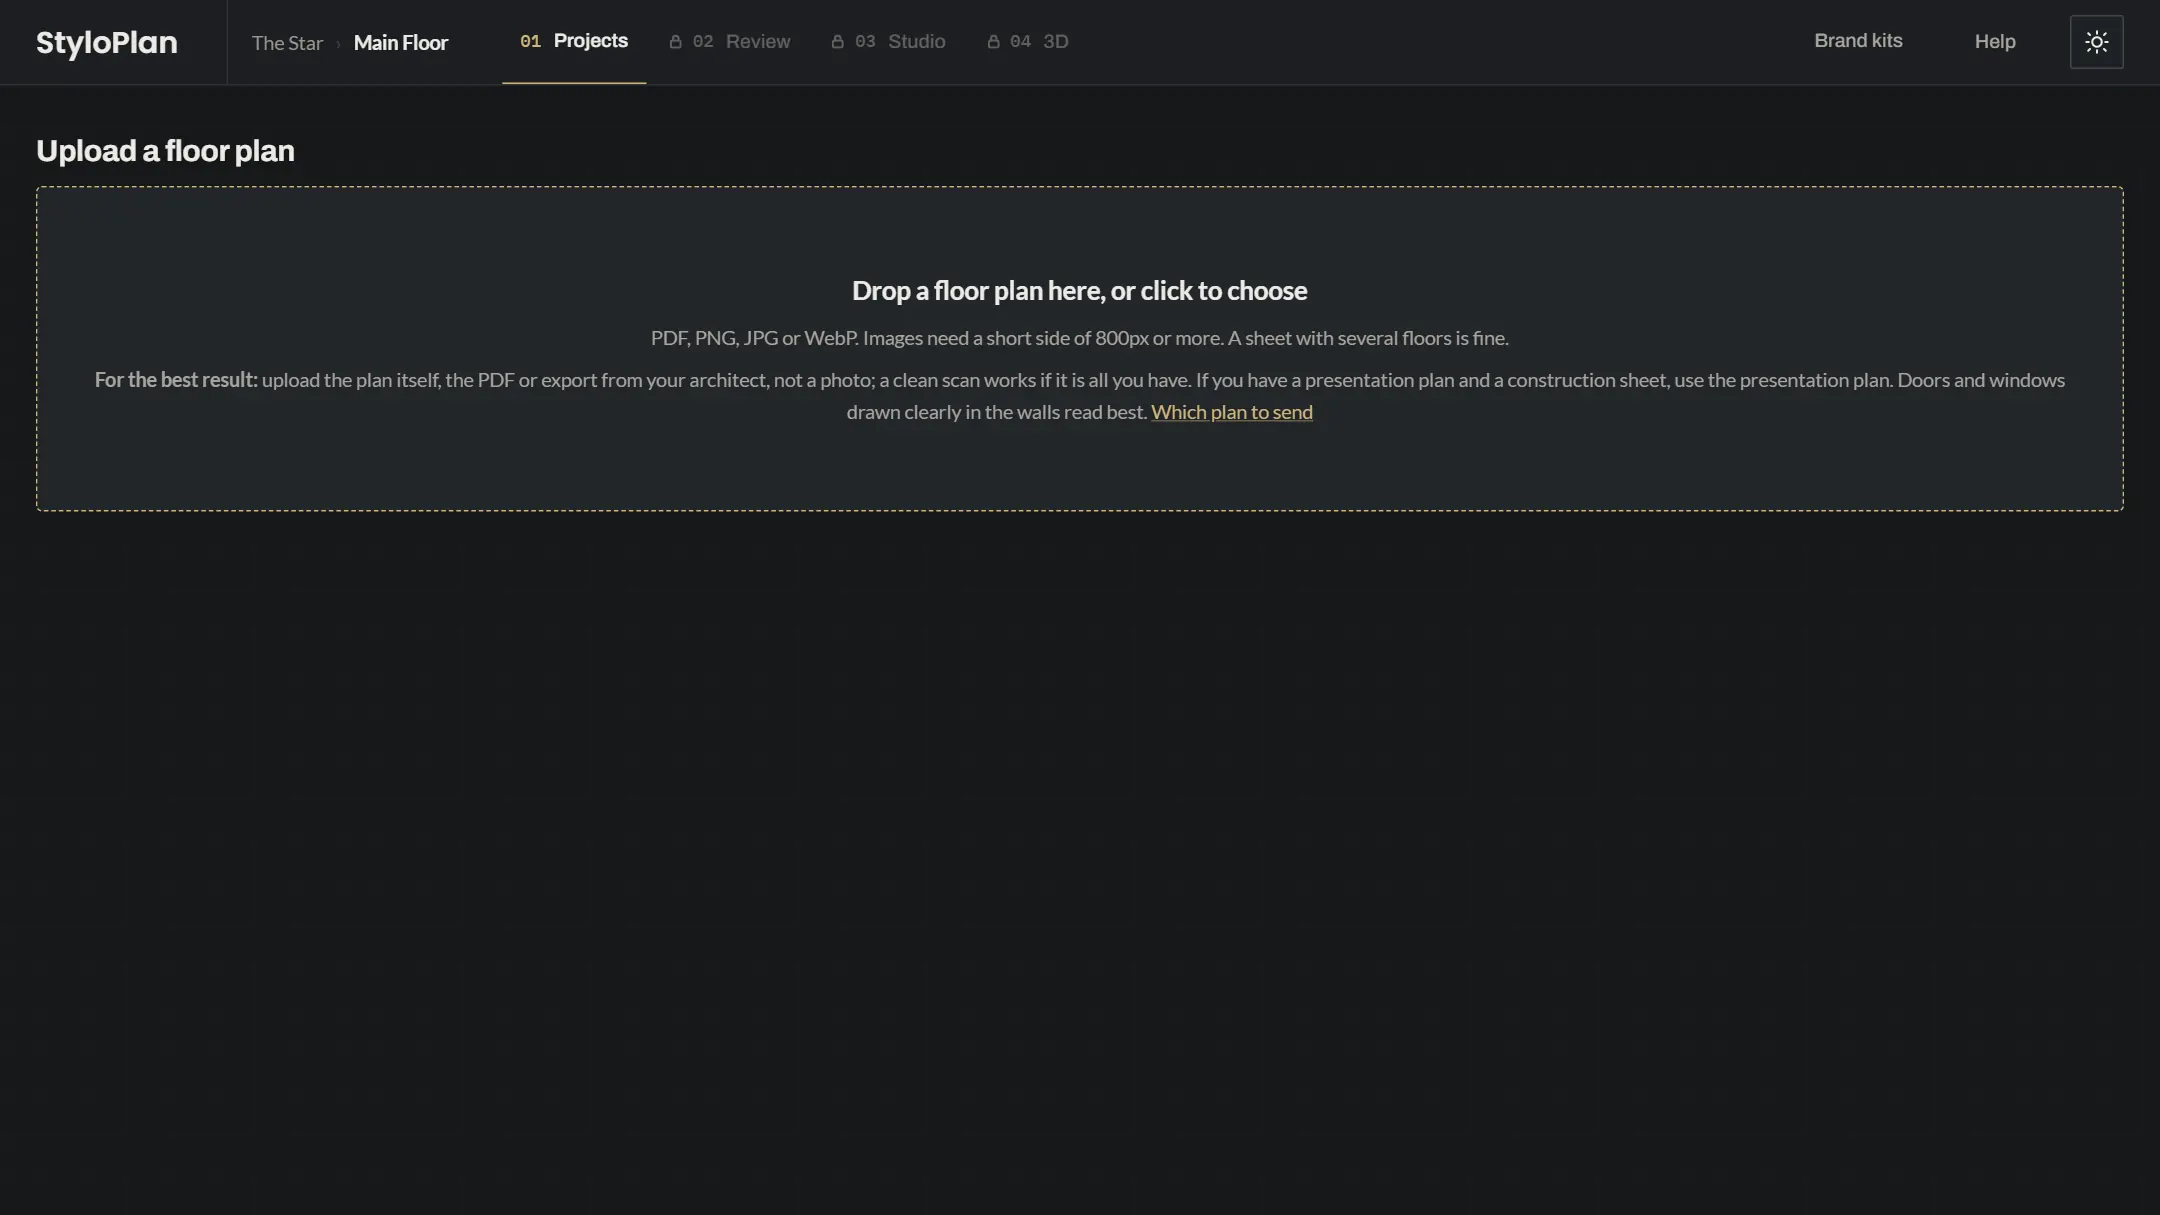 StyloPlan
The Star › Main Floor
01 Projects
02 Review
03 Studio
04 3D
Brand kits
Help
Upload a floor plan
Drop a floor plan here, or click to choose
PDF, PNG, JPG or WebP. Images need a short side of 800px or more. A sheet with several floors is fine.
For the best result: upload the plan itself, the PDF or export from your architect, not a photo; a clean scan works if it is all you have. If you have a presentation plan and a construction sheet, use the presentation plan. Doors and windows
drawn clearly in the walls read best. Which plan to send